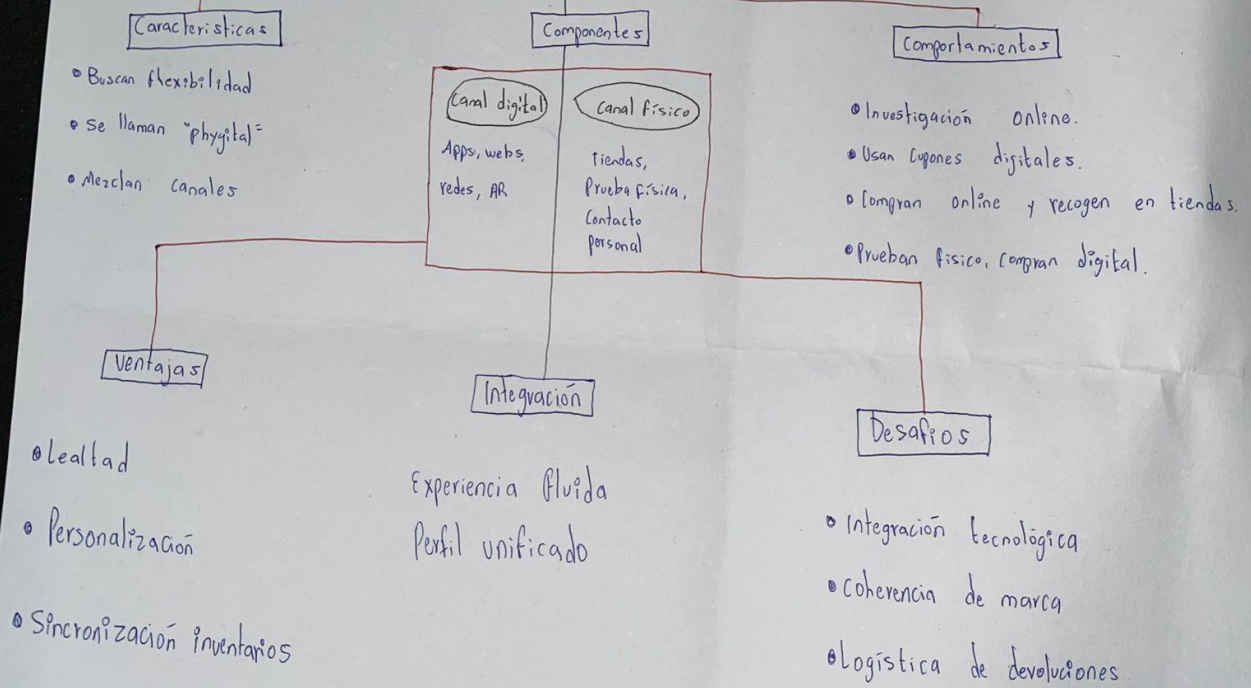 Caracteristicas
• Buscan flexibilidad
• Se llaman "phygital"
• Mezclan canales
Componentes
Canal digital
Apps, webs,
redes, AR
Canal físico
tiendas,
Prueba física,
Contacto
personal
Comportamientos
• Investigación online.
• Usan cupones digitales.
• Compran online y recogen en tiendas.
• Prueban fisico, compran digital.
Ventajas
• Lealtad
• Personalización
• Sincronización inventarios
Integración
Experiencia fluida
Perfil unificado
Desafios
• Integración tecnológica
• Coherencia de marca
• Logística de devoluciones